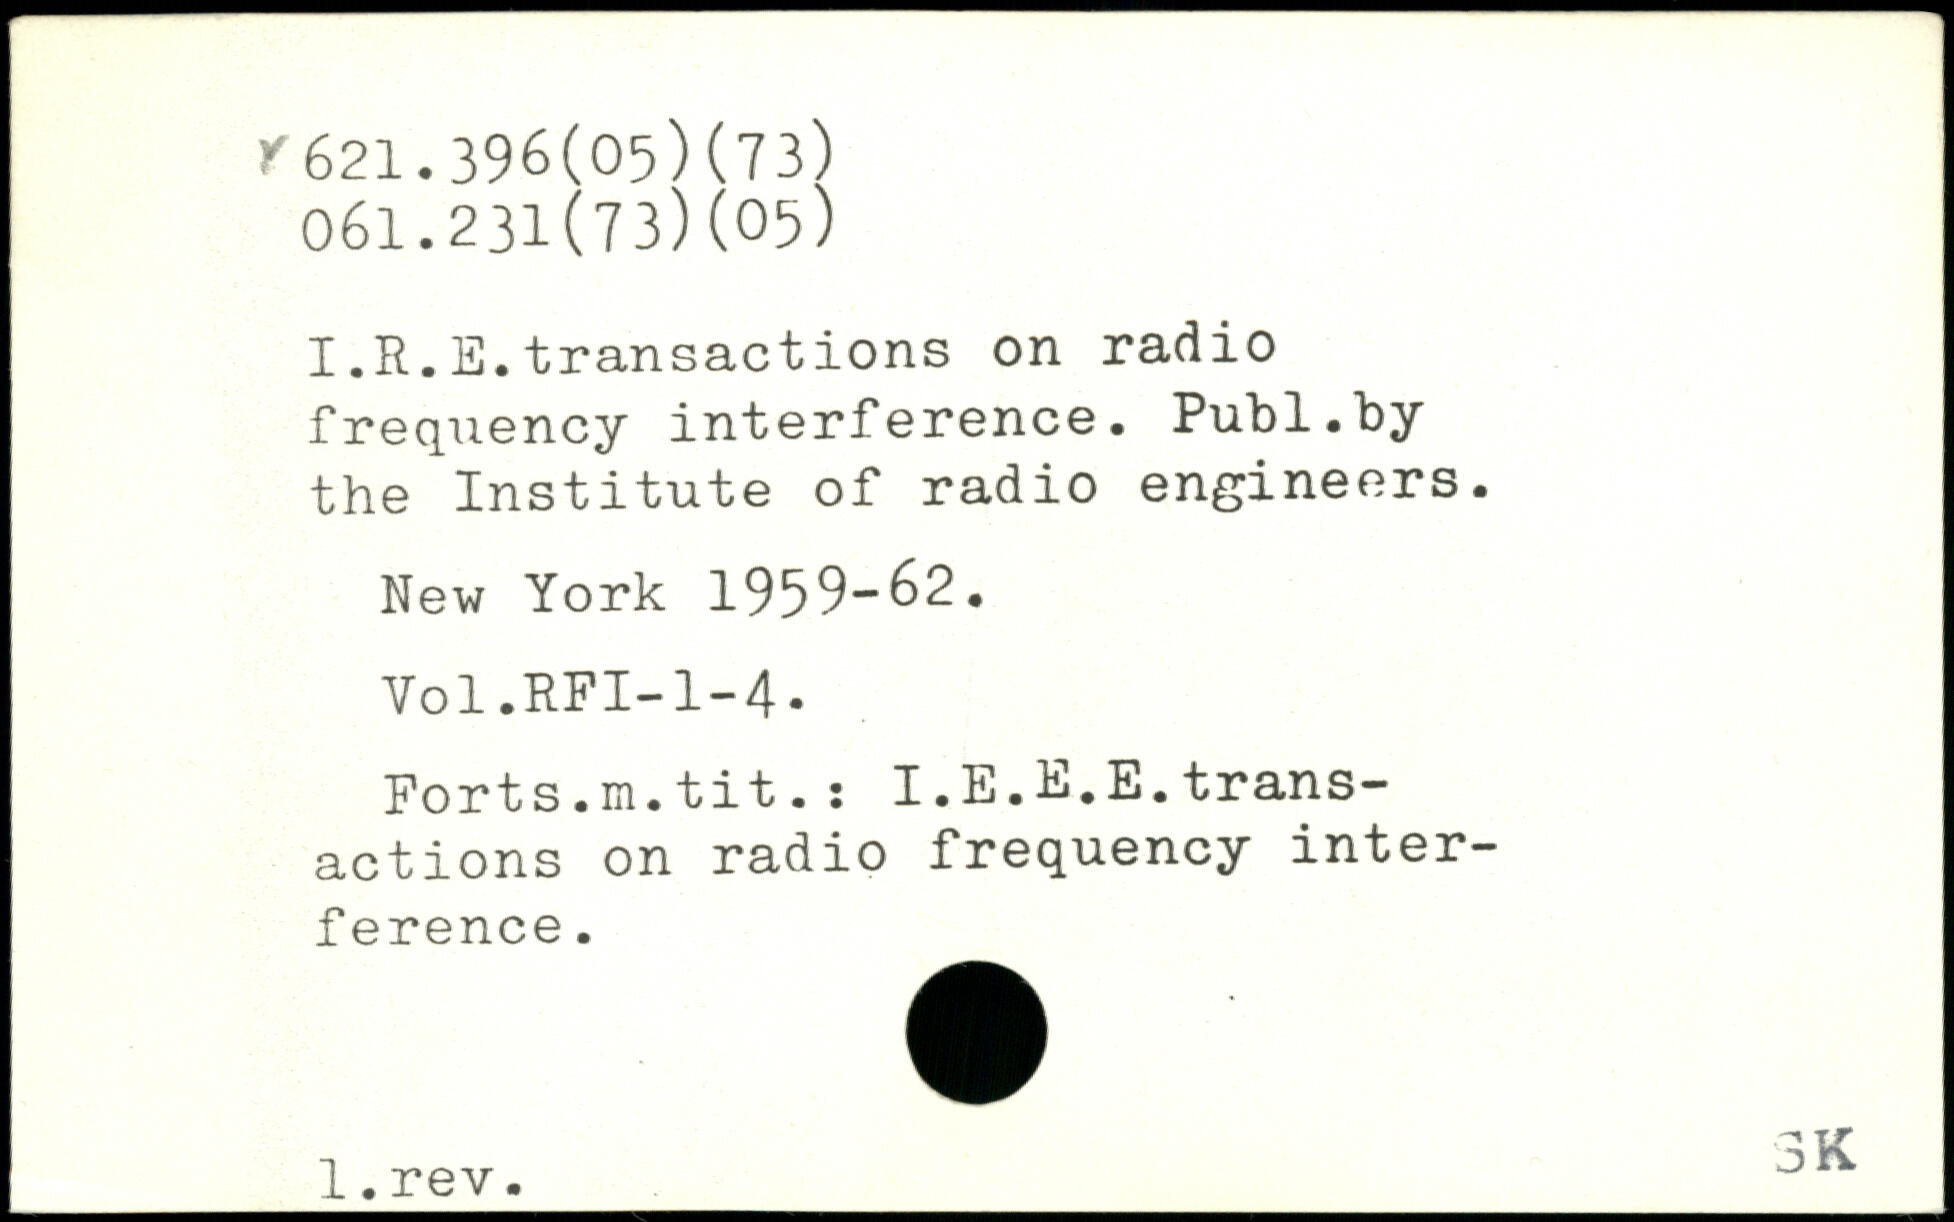 621.396(05)(73)
061.231(73)(05)
I.R.E.transactions on radio
frequency interference. Publ.by
the Institute of radio engineers.
New York 1959-62.
Vol.RFI-1-4.
Forts.m.tit.: I.E.E.E.trans-
actions on radio frequency inter-
ference.
1.rev.
SK